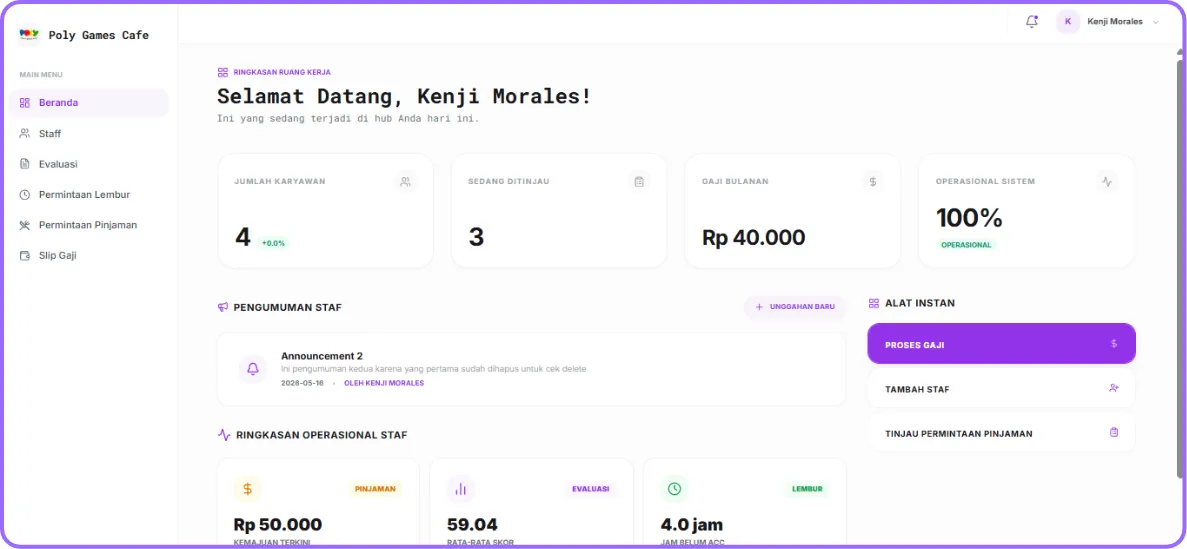 POLY
Poly Games Cafe
K
Kenji Morales
MAIN MENU
Beranda
Staff
Evaluasi
Permintaan Lembur
Permintaan Pinjaman
Slip Gaji
RINGKASAN RUANG KERJA
Selamat Datang, Kenji Morales!
Ini yang sedang terjadi di hub Anda hari ini.
JUMLAH KARYAWAN
4 +0.0%
SEDANG DITINJAU
3
GAJI BULANAN
$
Rp 40.000
OPERASIONAL SISTEM
100%
OPERASIONAL
PENGUMUMAN STAF
+ UNGGAHAN BARU
Announcement 2
Ini pengumuman kedua karena yang pertama sudah dihapus untuk cek delete
2026-05-16 • OLEH KENJI MORALES
ALAT INSTAN
PROSES GAJI $
TAMBAH STAF
TINJAU PERMINTAAN PINJAMAN
RINGKASAN OPERASIONAL STAF
$ PINJAMAN
Rp 50.000
KEMAJUAN TERKINI
EVALUASI
59.04
RATA-RATA SKOR
LEMBUR
4.0 jam
JAM BELUM ACC